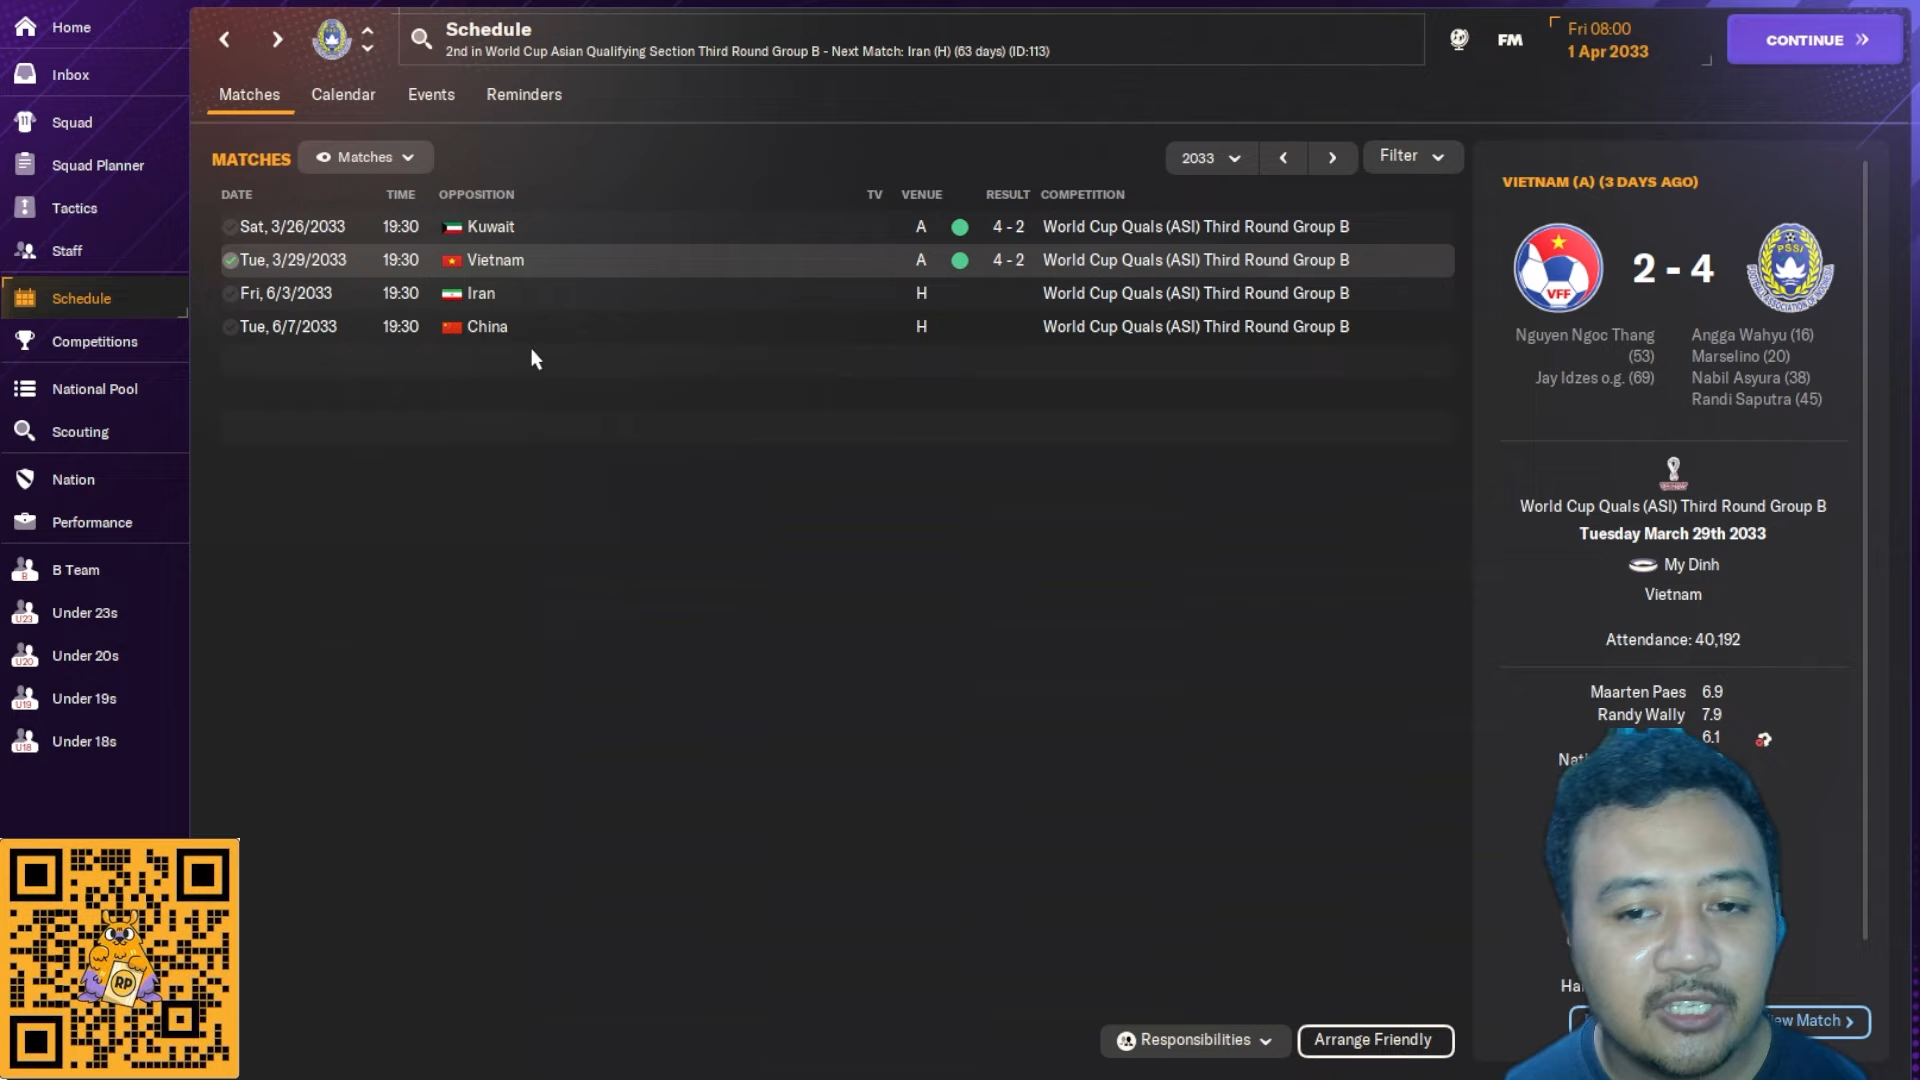 Home
Inbox
Squad
Squad Planner
Tactics
Staff
Schedule
Competitions
National Pool
Scouting
Nation
Performance
B Team
Under 23s
Under 20s
Under 19s
Under 18s
Schedule
2nd in World Cup Asian Qualifying Section Third Round Group B - Next Match: Iran (H) (63 days) (ID:113)
FM
Fri 08:00
1 Apr 2033
CONTINUE
Matches Calendar Events Reminders
MATCHES Matches 2033 Filter
DATE TIME OPPOSITION TV VENUE RESULT COMPETITION
Sat, 3/26/2033 19:30 Kuwait A 4 - 2 World Cup Quals (ASI) Third Round Group B
Tue, 3/29/2033 19:30 Vietnam A 4 - 2 World Cup Quals (ASI) Third Round Group B
Fri, 6/3/2033 19:30 Iran H World Cup Quals (ASI) Third Round Group B
Tue, 6/7/2033 19:30 China H World Cup Quals (ASI) Third Round Group B
VIETNAM (A) (3 DAYS AGO)
VFF
2 - 4
PSSI
Nguyen Ngoc Thang
(53)
Jay Idzes o.g. (69)
Angga Wahyu (16)
Marselino (20)
Nabil Asyura (38)
Randi Saputra (45)
World Cup Quals (ASI) Third Round Group B
Tuesday March 29th 2033
My Dinh
Vietnam
Attendance: 40,192
Maarten Paes 6.9
Randy Wally 7.9
6.1
Match
Responsibilities
Arrange Friendly
B
U23
U20
U19
U18
RP